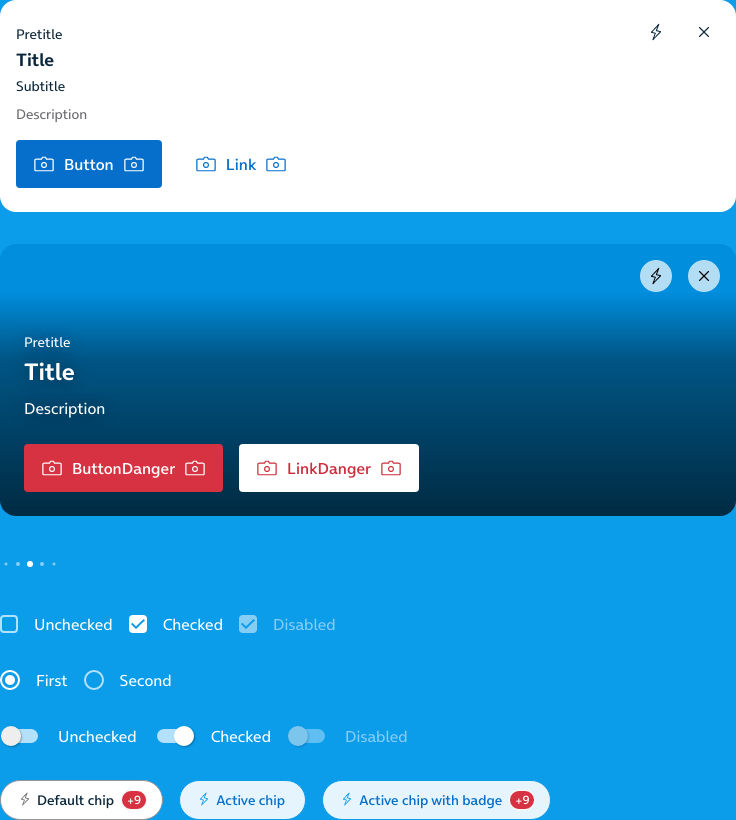 Pretitle
Title
Subtitle
Description
Button Link
Pretitle
Title
Description
ButtonDanger LinkDanger
Unchecked Checked Disabled
First Second
Unchecked Checked Disabled
Default chip +9 Active chip Active chip with badge +9